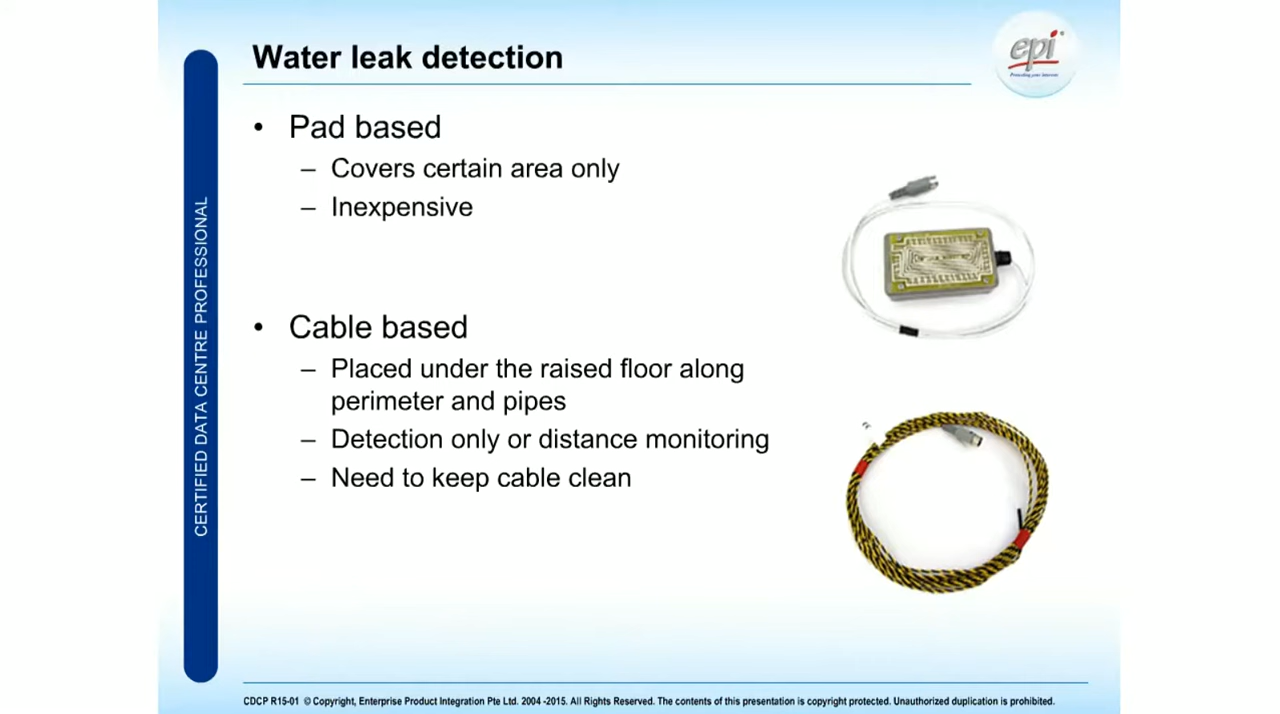 Water leak detection
epi
Protecting your interests
• Pad based
– Covers certain area only
– Inexpensive
• Cable based
– Placed under the raised floor along
perimeter and pipes
– Detection only or distance monitoring
– Need to keep cable clean
CERTIFIED DATA CENTRE PROFESSIONAL
CDCP R15-01 © Copyright, Enterprise Product Integration Pte Ltd. 2004 -2015. All Rights Reserved. The contents of this presentation is copyright protected. Unauthorized duplication is prohibited.